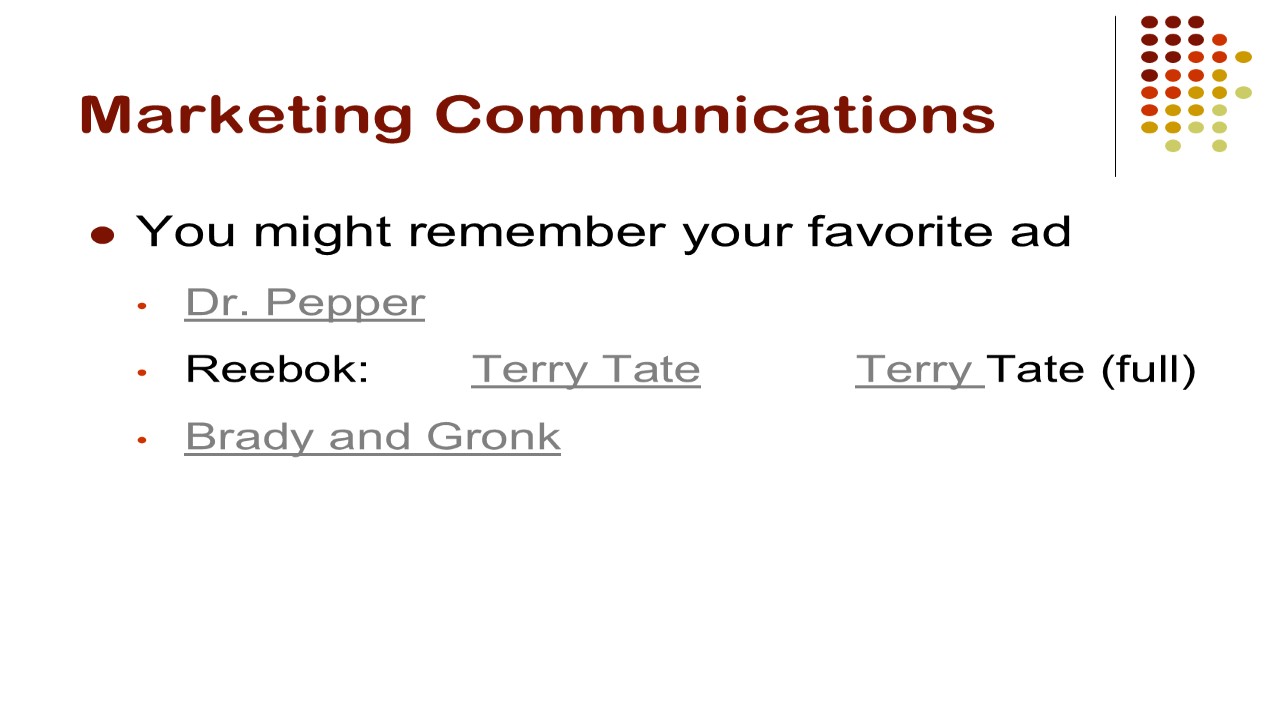 Marketing Communications
You might remember your favorite ad
Dr. Pepper
Reebok: Terry Tate Terry Tate (full)
Brady and Gronk